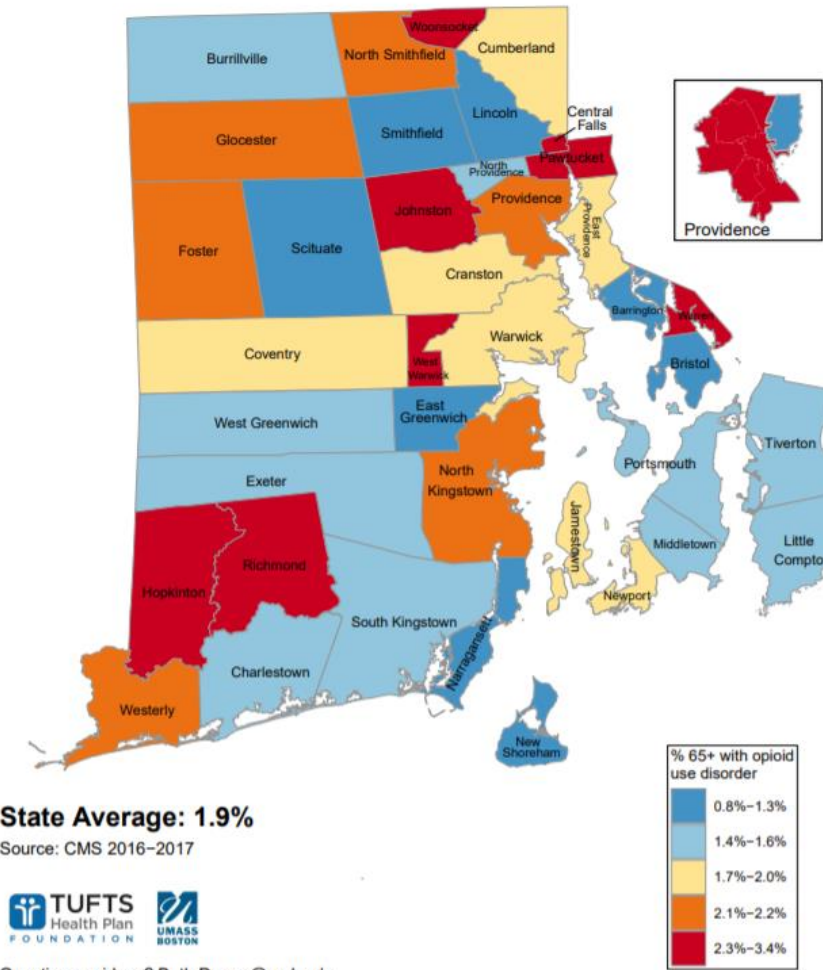 Woonsocket
Cumberland
Burrillville
North Smithfield
Lincoln
Central
Falls
Glocester
Smithfield
Pawtucket
North
Providence
Johnston
Providence
East
Providence
Foster
Scituate
Providence
Cranston
Barrington
Warren
Warwick
Coventry
West
Warwick
Bristol
East
Greenwich
West Greenwich
Tiverton
Portsmouth
Exeter
North
Kingstown
Jamestown
Middletown
Little
Compto
Hopkinton
Richmond
Newport
South Kingstown
Narragansett
Charlestown
Westerly
New
Shoreham
% 65+ with opioid
use disorder
0.8%−1.3%
1.4%−1.6%
1.7%−2.0%
2.1%−2.2%
2.3%−3.4%
State Average: 1.9%
Source: CMS 2016−2017
TUFTS
Health Plan
FOUNDATION
UMASS
BOSTON